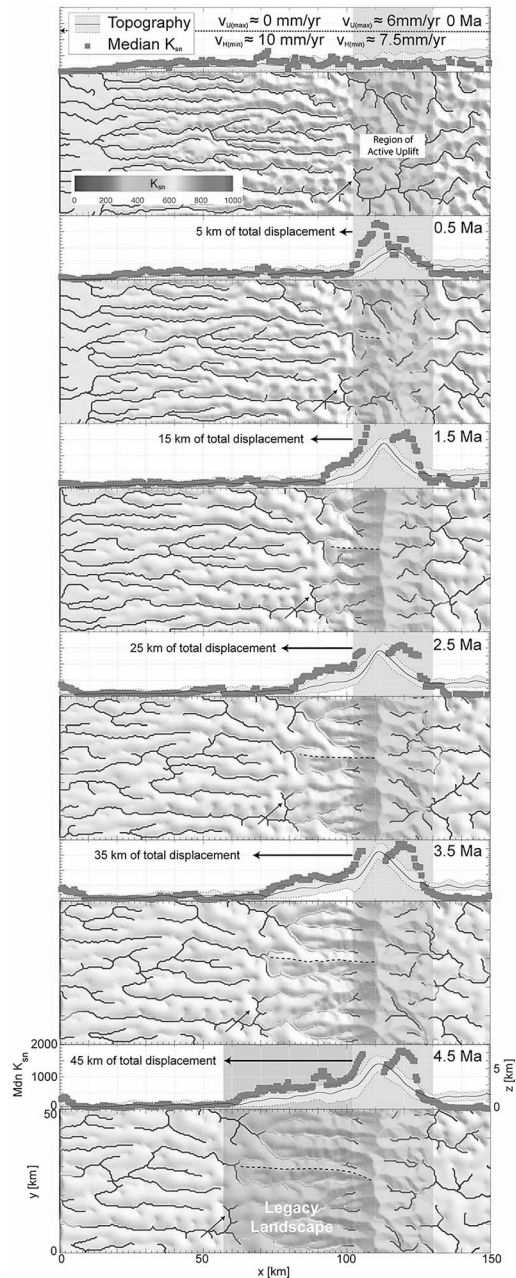 Topography
Median Ksn
vU(max) ≈ 0 mm/yr vU(max) ≈ 6mm/yr 0 Ma
vH(min) ≈ 10 mm/yr vH(min) ≈ 7.5mm/yr
Region of
Active Uplift
Ksn
0 200 400 600 800 1000
5 km of total displacement 0.5 Ma
15 km of total displacement 1.5 Ma
25 km of total displacement 2.5 Ma
35 km of total displacement 3.5 Ma
45 km of total displacement 4.5 Ma
Mdn Ksn
2000
1000
0
5
0
z [km]
Legacy
Landscape
y [km]
50
0
0 50 100 150
x [km]